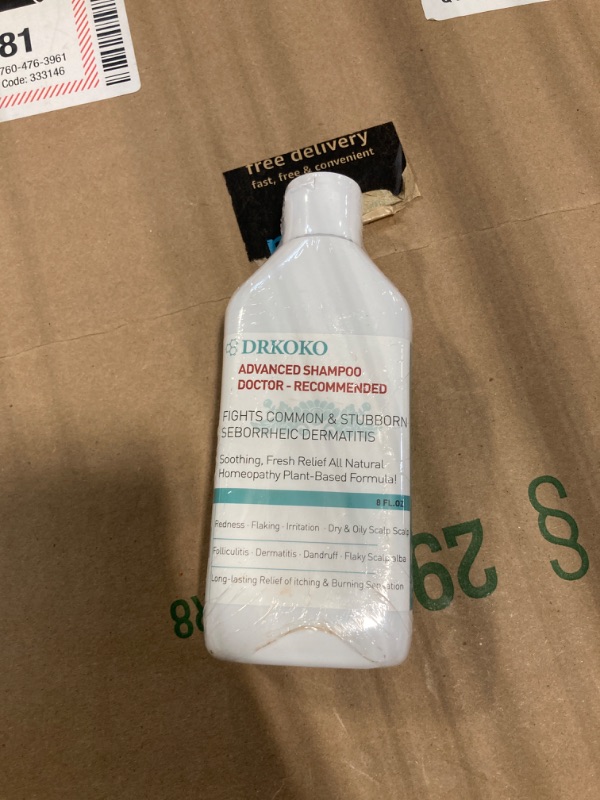 81
760-476-3961
Code: 333146
free delivery
fast, free & convenient
DRKOKO
ADVANCED SHAMPOO
DOCTOR - RECOMMENDED
FIGHTS COMMON & STUBBORN
SEBORRHEIC DERMATITIS
Soothing, Fresh Relief All Natural
Homeopathy Plant-Based Formula!
8 FL.OZ
Redness · Flaking · Irritation · Dry & Oily Scalp Scalp
Folliculitis · Dermatitis · Dandruff · Flaky Scalp
Long-lasting Relief of itching & Burning Sensation